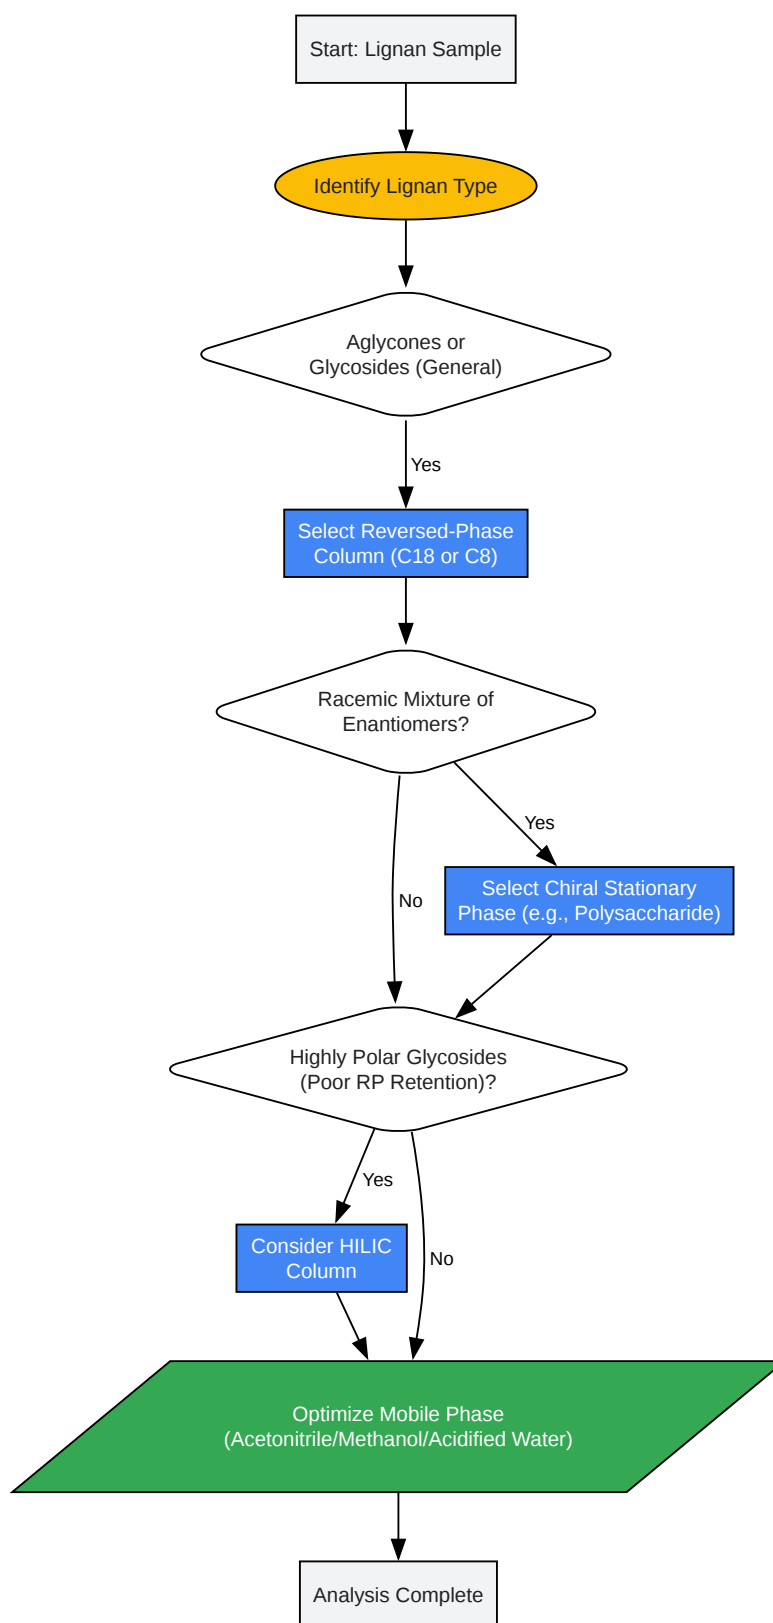 Start: Lignan Sample
Identify Lignan Type
Aglycones or
Glycosides (General)
Yes
Select Reversed-Phase
Column (C18 or C8)
Racemic Mixture of
Enantiomers?
Yes
Select Chiral Stationary
Phase (e.g., Polysaccharide)
No
Highly Polar Glycosides
(Poor RP Retention)?
Yes
Consider HILIC
Column
No
Optimize Mobile Phase
(Acetonitrile/Methanol/Acidified Water)
Analysis Complete